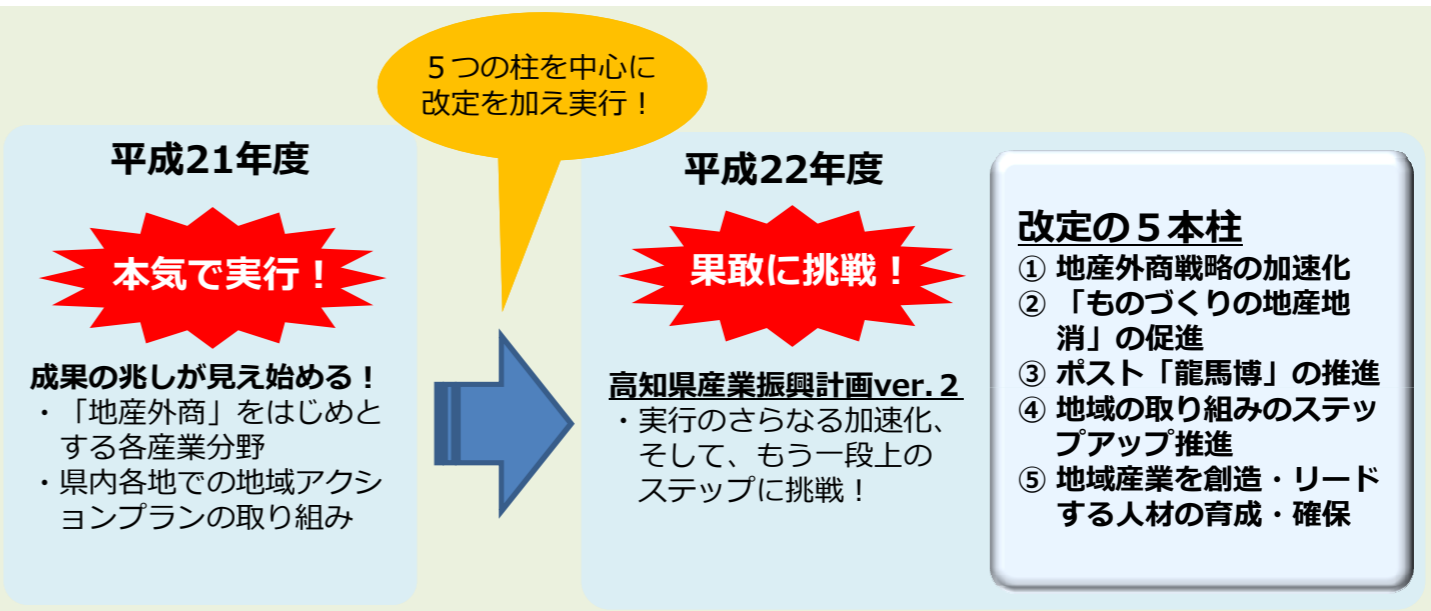 ５つの柱を中心に
改定を加え実行！
平成21年度
本気で実行！
成果の兆しが見え始める！
・「地産外商」をはじめと
する各産業分野
・県内各地での地域アクシ
ョンプランの取り組み
平成22年度
果敢に挑戦！
高知県産業振興計画ver.２
・実行のさらなる加速化、
そして、もう一段上の
ステップに挑戦！
改定の５本柱
① 地産外商戦略の加速化
② 「ものづくりの地産地
消」の促進
③ ポスト「龍馬博」の推進
④ 地域の取り組みのステッ
プアップ推進
⑤ 地域産業を創造・リード
する人材の育成・確保